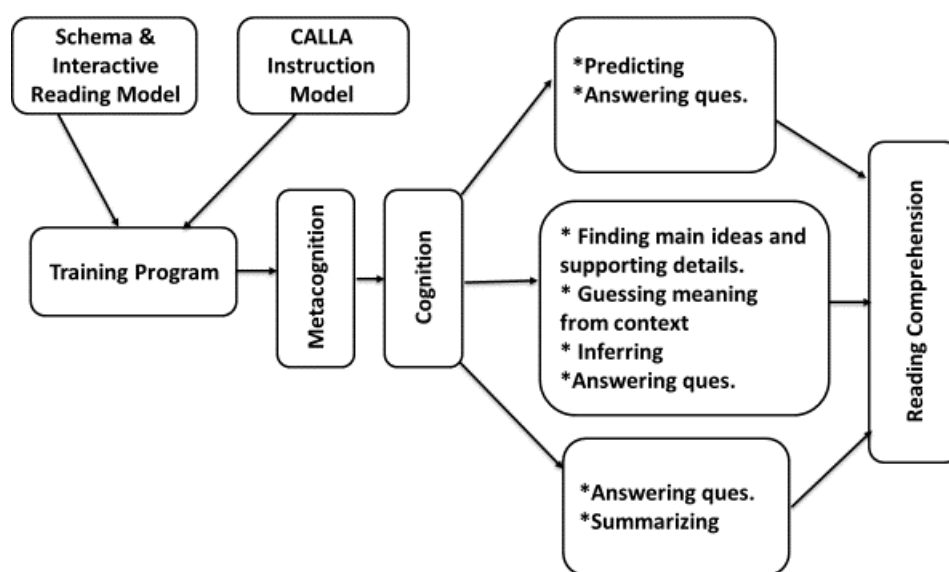 Schema &
Interactive
Reading Model
CALLA
Instruction
Model
Training Program
Metacognition
Cognition
*Predicting
*Answering ques.
* Finding main ideas and
supporting details.
* Guessing meaning
from context
* Inferring
*Answering ques.
*Answering ques.
*Summarizing
Reading Comprehension